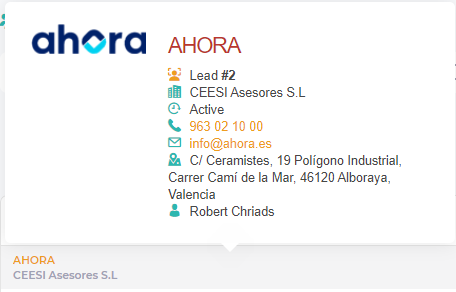 ahora
AHORA
Lead #2
CEESI Asesores S.L
Active
963 02 10 00
info@ahora.es
C/ Ceramistes, 19 Polígono Industrial,
Carrer Camí de la Mar, 46120 Alboraya,
Valencia
Robert Chriads
AHORA
CEESI Asesores S.L